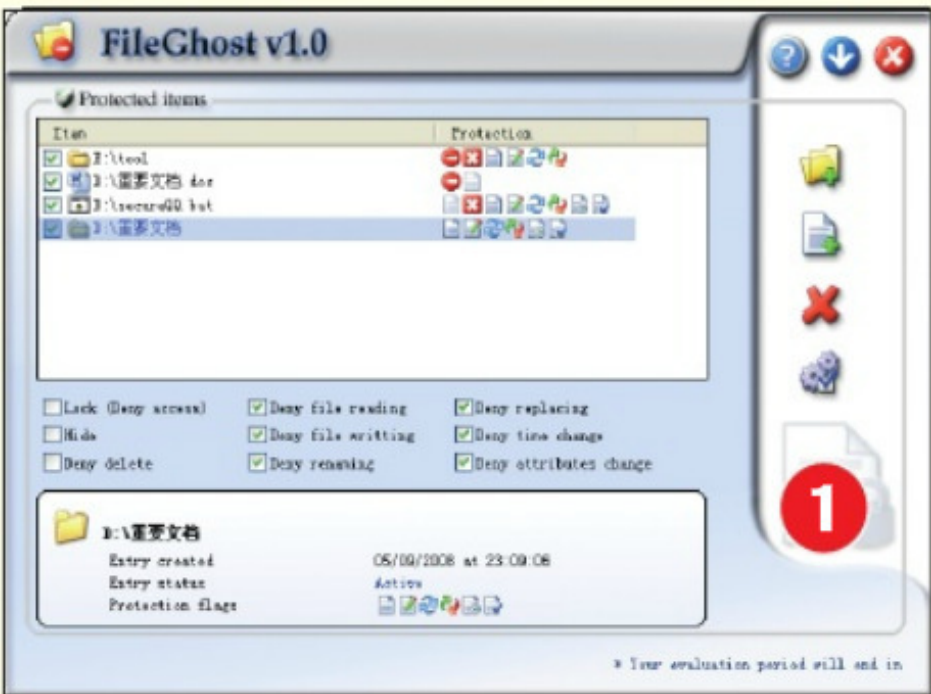 FileGhost v1.0
Protected items
Item Protection
E:\tool
D:\重要文档.doc
D:\secureQQ.bat
D:\重要文档
Lock (Deny access) Deny file reading Deny replacing
Hide Deny file writting Deny time change
Deny delete Deny renaming Deny attributes change
1
D:\重要文档
Entry created 05/09/2008 at 23:09:06
Entry status Active
Protection flags
* Your evaluation period will end in